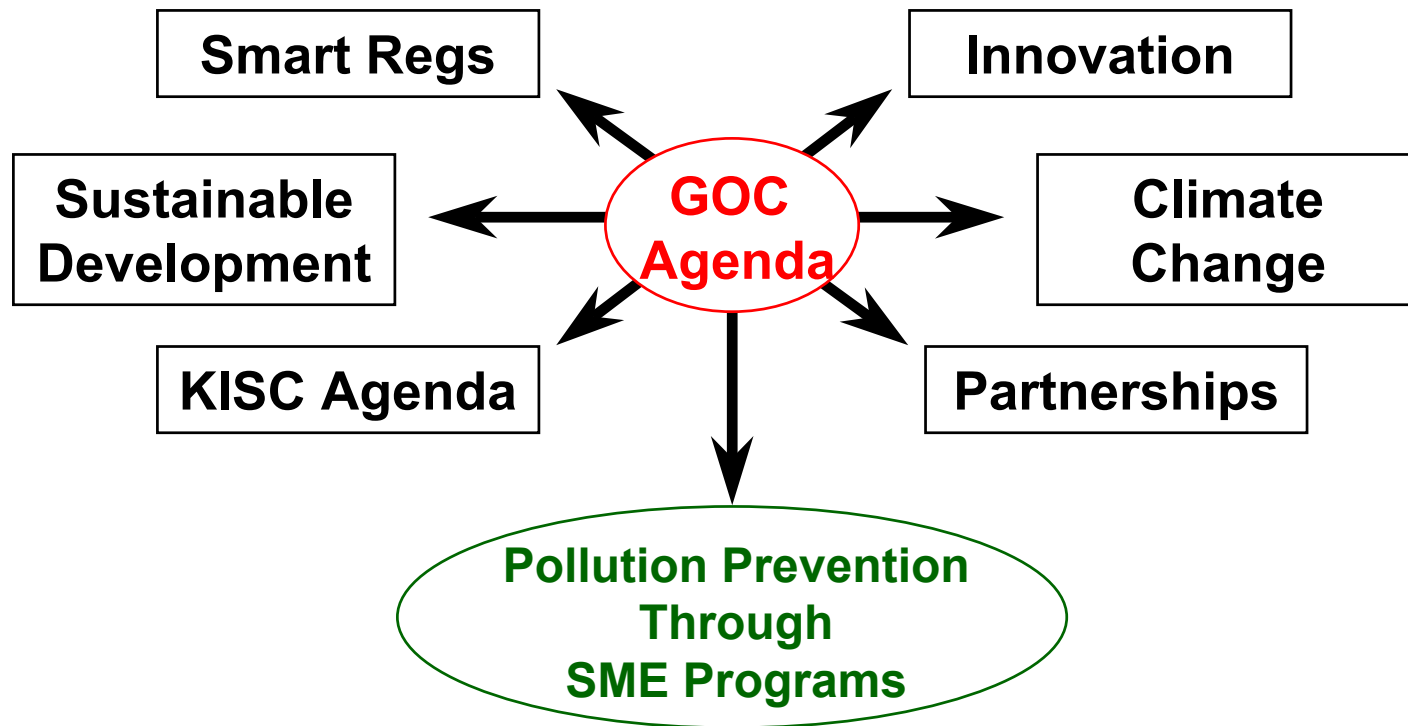 Smart Regs
Innovation
GOC
Agenda
Sustainable
Development
Climate
Change
KISC Agenda
Partnerships
Pollution Prevention
Through
SME Programs